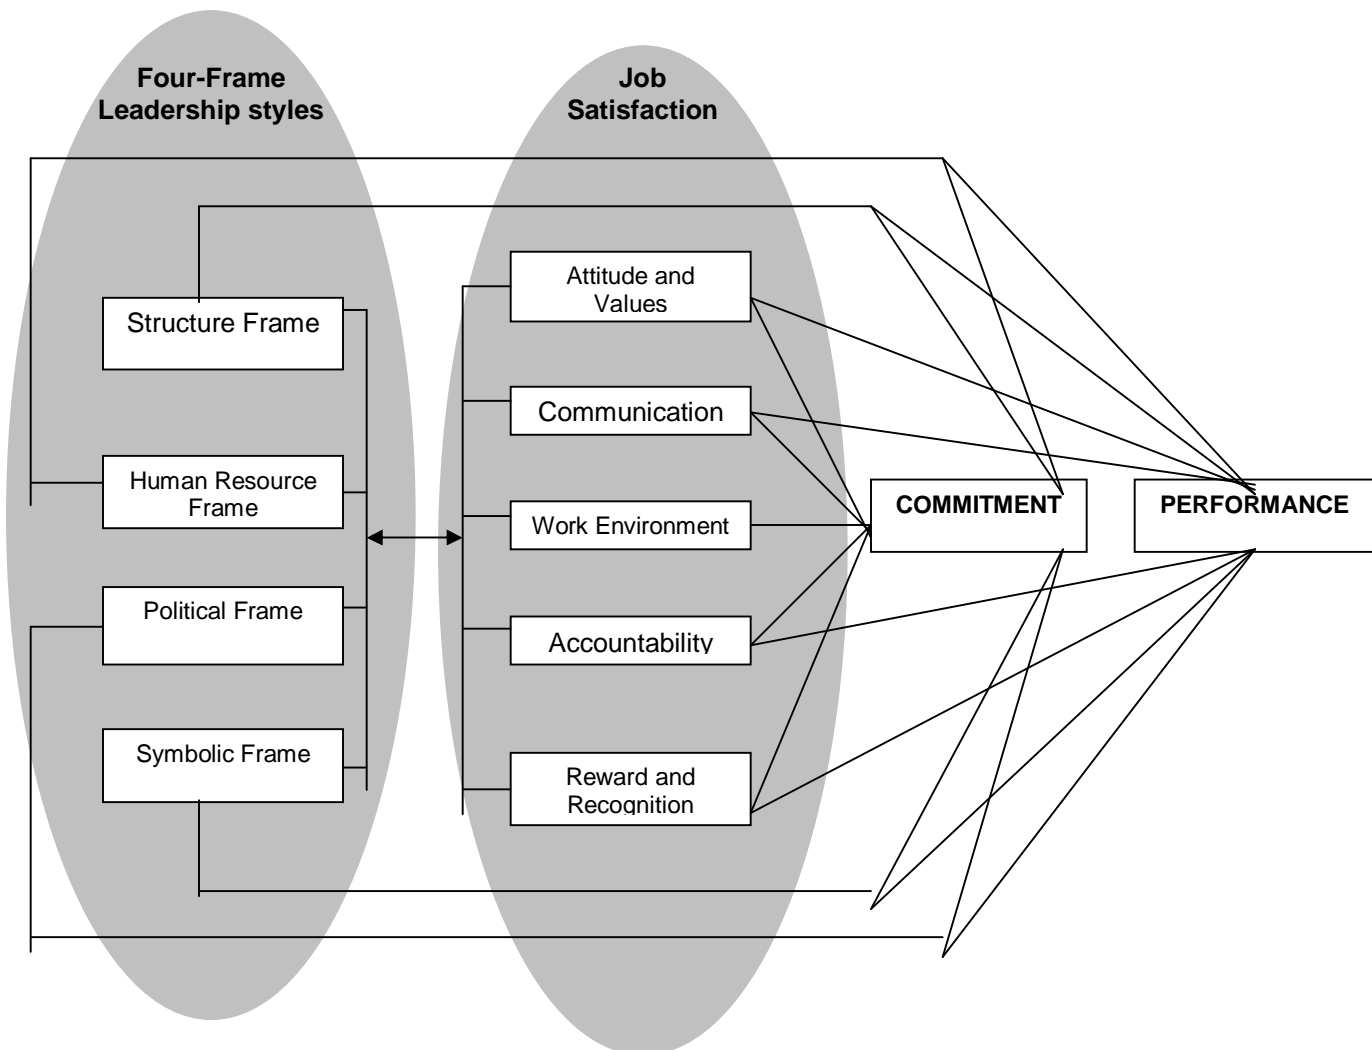 Four-Frame
Leadership styles
Job
Satisfaction
Structure Frame
Human Resource
Frame
Political Frame
Symbolic Frame
Attitude and
Values
Communication
Work Environment
Accountability
Reward and
Recognition
COMMITMENT
PERFORMANCE